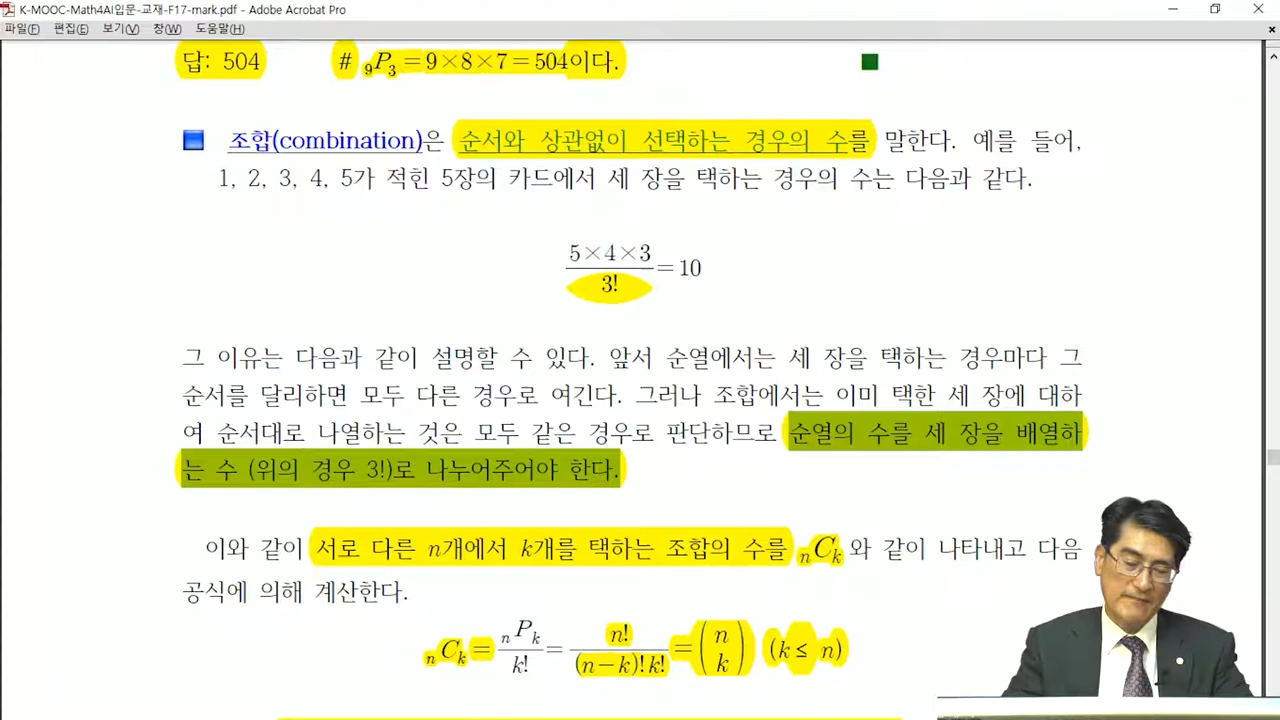 K-MOOC-Math4AI입문-교재-F17-mark.pdf - Adobe Acrobat Pro
파일(F) 편집(E) 보기(V) 창(W) 도움말(H)
답: 504 # ₉P₃ = 9×8×7 = 504이다.
조합(combination)은 순서와 상관없이 선택하는 경우의 수를 말한다. 예를 들어,
1, 2, 3, 4, 5가 적힌 5장의 카드에서 세 장을 택하는 경우의 수는 다음과 같다.
5×4×3
3!
= 10
그 이유는 다음과 같이 설명할 수 있다. 앞서 순열에서는 세 장을 택하는 경우마다 그
순서를 달리하면 모두 다른 경우로 여긴다. 그러나 조합에서는 이미 택한 세 장에 대하
여 순서대로 나열하는 것은 모두 같은 경우로 판단하므로 순열의 수를 세 장을 배열하
는 수 (위의 경우 3!)로 나누어주어야 한다.
이와 같이 서로 다른 n개에서 k개를 택하는 조합의 수를 ₙCₖ 와 같이 나타내고 다음
공식에 의해 계산한다.
ₙCₖ = ₙPₖ / k! = n! / (n-k)! k! = (n k) (k ≤ n)